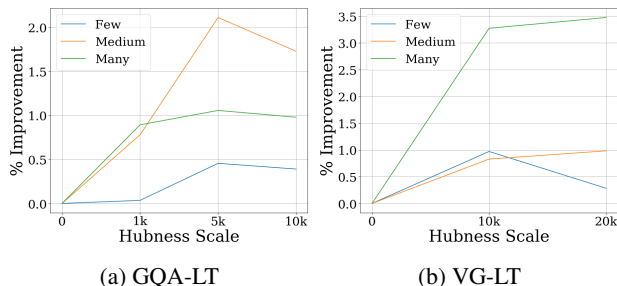 Few
Medium
Many
2.0
1.5
1.0
0.5
0.0
% Improvement
0 1k 5k 10k
Hubness Scale
(a) GQA-LT
Few
Medium
Many
3.5
3.0
2.5
2.0
1.5
1.0
0.5
0.0
% Improvement
0 10k 20k
Hubness Scale
(b) VG-LT